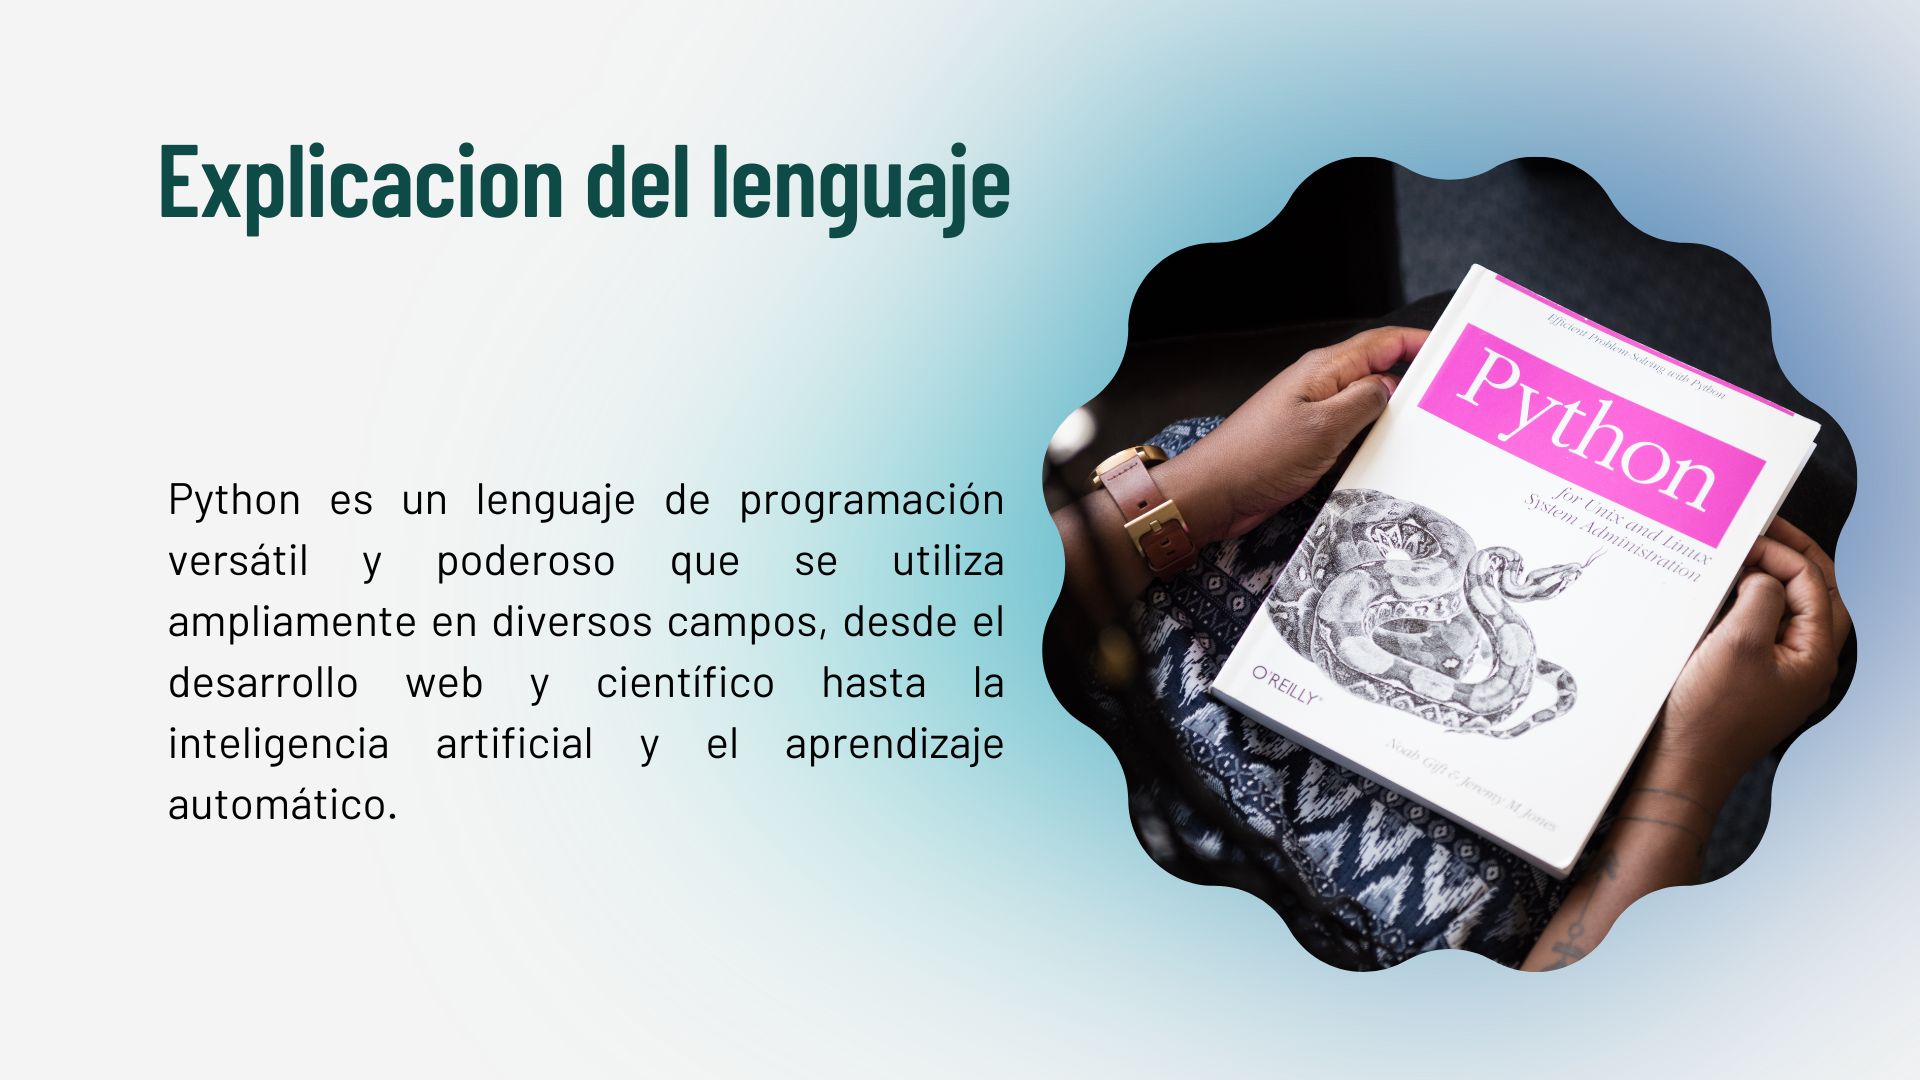 Explicacion del lenguaje
Python es un lenguaje de programación
versátil y poderoso que se utiliza
ampliamente en diversos campos, desde el
desarrollo web y científico hasta la
inteligencia artificial y el aprendizaje
automático.
Efficient Problem-Solving with Python
Python
for Unix and Linux
System Administration
O'REILLY®
Noah Gift & Jeremy M. Jones